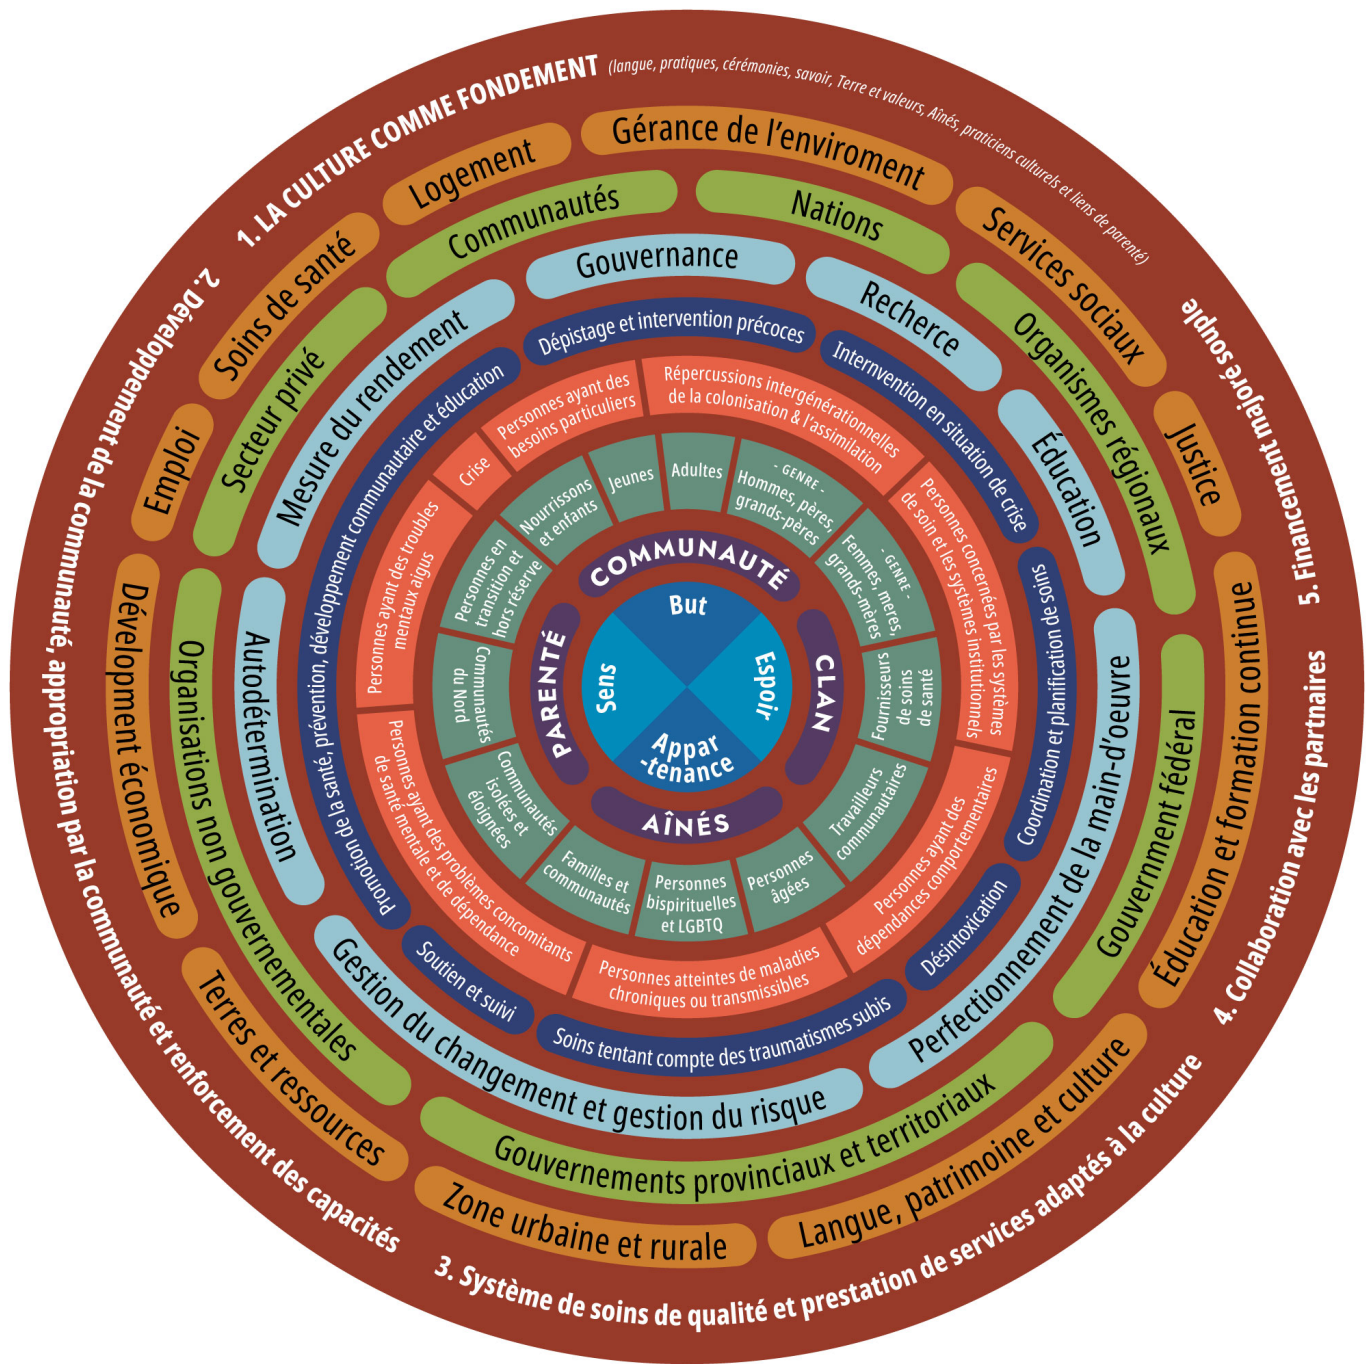 1. LA CULTURE COMME FONDEMENT (langue, pratiques, cérémonies, savoir, Terre et valeurs, Aînés, praticiens culturels et liens de parenté)
2. Développement de la communauté, appropriation par la communauté et renforcement des capacités
3. Système de soins de qualité et prestation de services adaptés à la culture
4. Collaboration avec les partnaires
5. Financement majoré souple
Gérance de l'enviroment
Services sociaux
Justice
Éducation et formation continue
Langue, patrimoine et culture
Zone urbaine et rurale
Terres et ressources
Dévelopment économique
Emploi
Soins de santé
Logement
Nations
Organismes régionaux
Gouvernment fédéral
Gouvernements provinciaux et territoriaux
Organisations non gouvernementales
Secteur privé
Communautés
Gouvernance
Recherce
Éducation
Perfectionnement de la main-d'oeuvre
Gestion du changement et gestion du risque
Autodétermination
Mesure du rendement
Dépistage et intervention précoces
Internvention en situation de crise
Coordination et planification de soins
Désintoxication
Soins tentant compte des traumatismes subis
Soutien et suivi
Promotion de la santé, prévention, développement communautaire et éducation
Répercussions intergénérationnelles
de la colonisation & l'assimilation
Personnes concernées par les systèmes
de soin et les systèmes institutionnels
Personnes ayant des
dépendances comportementaires
Personnes atteintes de maladies
chroniques ou transmissibles
Personnes ayant des problèmes concomitants
de santé mentale et de dépendance
Personnes ayant des troubles
mentaux aigus
Crise
Personnes ayant des
besoins particuliers
Adultes
- GENRE -
Hommes, pères,
grands-pères
- GENRE -
Femmes, meres,
grands-mères
Fournisseurs
de soins
de santé
Travailleurs
communautaires
Personnes
âgées
Personnes
bispirituelles
et LGBTQ
Familles et
communautés
Communautés
isolées et
éloignées
Communautés
du Nord
Personnes en
transition et
hors réserve
Nourrissons
et enfants
Jeunes
COMMUNAUTÉ
CLAN
AÎNÉS
PARENTÉ
But
Espoir
Appar
-tenance
Sens